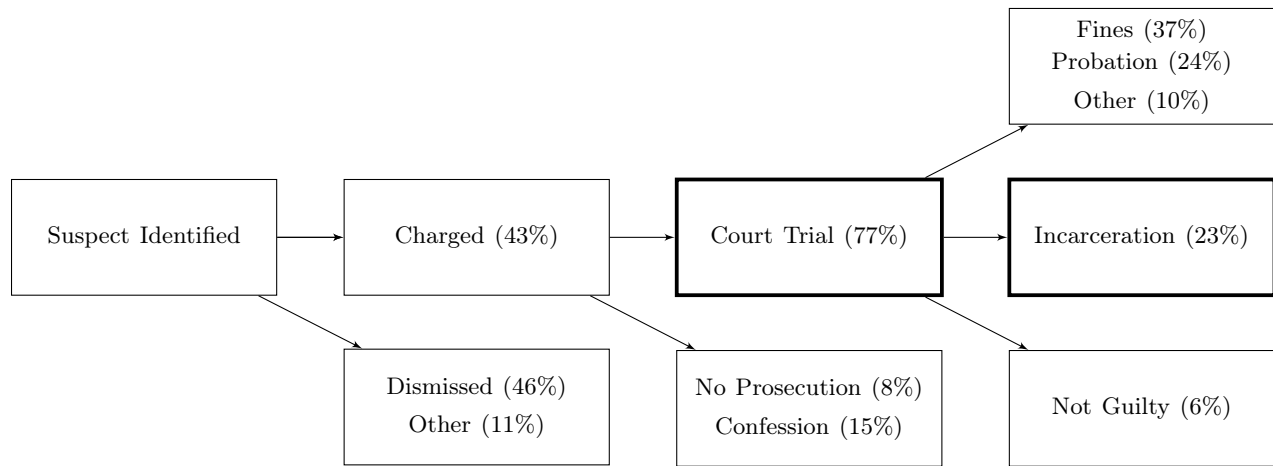 Fines (37%)
Probation (24%)
Other (10%)
Suspect Identified
Charged (43%)
Court Trial (77%)
Incarceration (23%)
Dismissed (46%)
Other (11%)
No Prosecution (8%)
Confession (15%)
Not Guilty (6%)